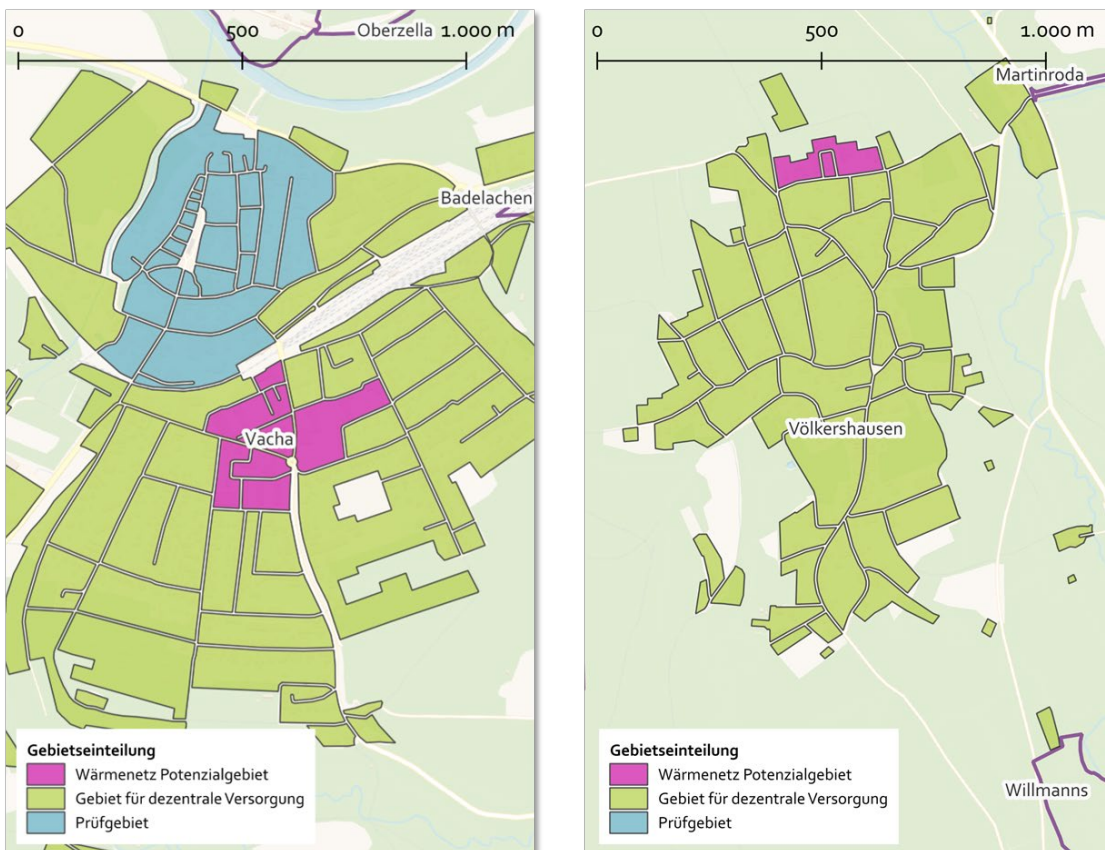 0 500 1.000 m
Oberzella
Badelachen
Vacha
Gebietseinteilung
Wärmenetz Potenzialgebiet
Gebiet für dezentrale Versorgung
Prüfgebiet
0 500 1.000 m
Martinroda
Völkershausen
Willmanns
Gebietseinteilung
Wärmenetz Potenzialgebiet
Gebiet für dezentrale Versorgung
Prüfgebiet